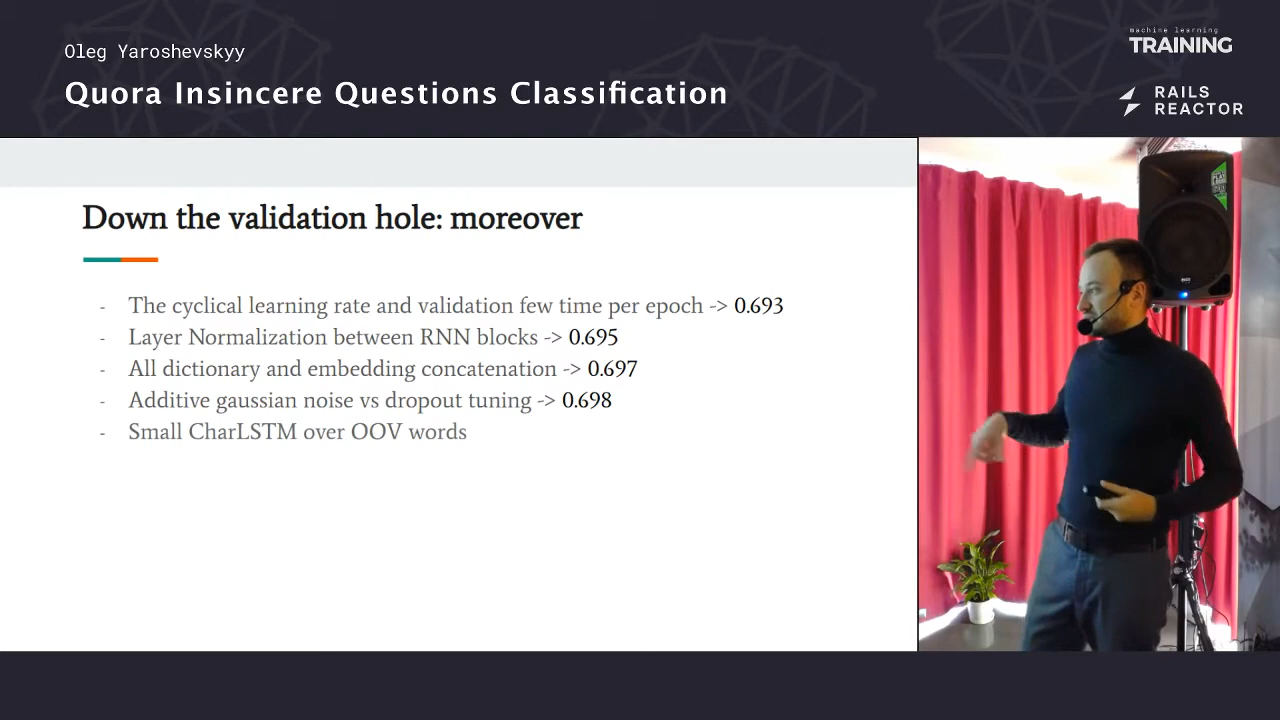 Oleg Yaroshevskyy
Quora Insincere Questions Classification
machine learning
TRAINING
RAILS
REACTOR
Down the validation hole: moreover
- The cyclical learning rate and validation few time per epoch -> 0.693
- Layer Normalization between RNN blocks -> 0.695
- All dictionary and embedding concatenation -> 0.697
- Additive gaussian noise vs dropout tuning -> 0.698
- Small CharLSTM over OOV words